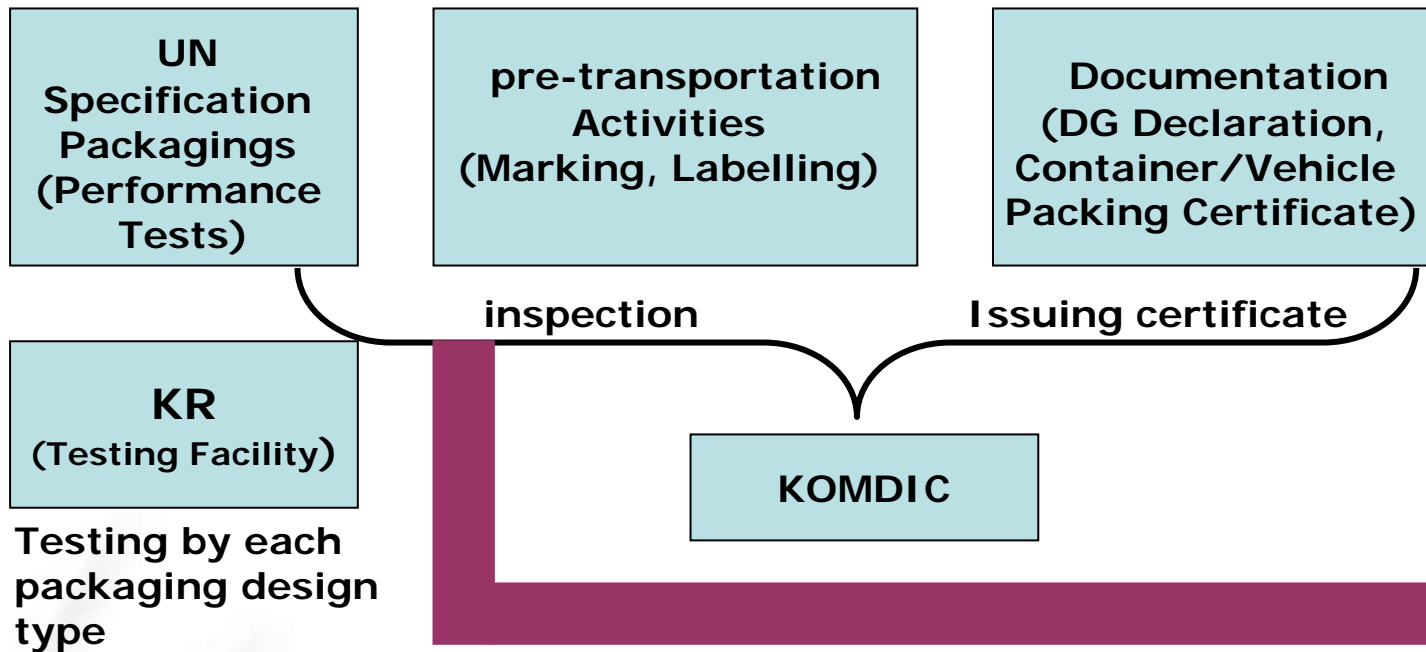 UN
Specification
Packagings
(Performance
Tests)
pre-transportation
Activities
(Marking, Labelling)
Documentation
(DG Declaration,
Container/Vehicle
Packing Certificate)
inspection
Issuing certificate
KR
(Testing Facility)
KOMDIC
Testing by each
packaging design
type